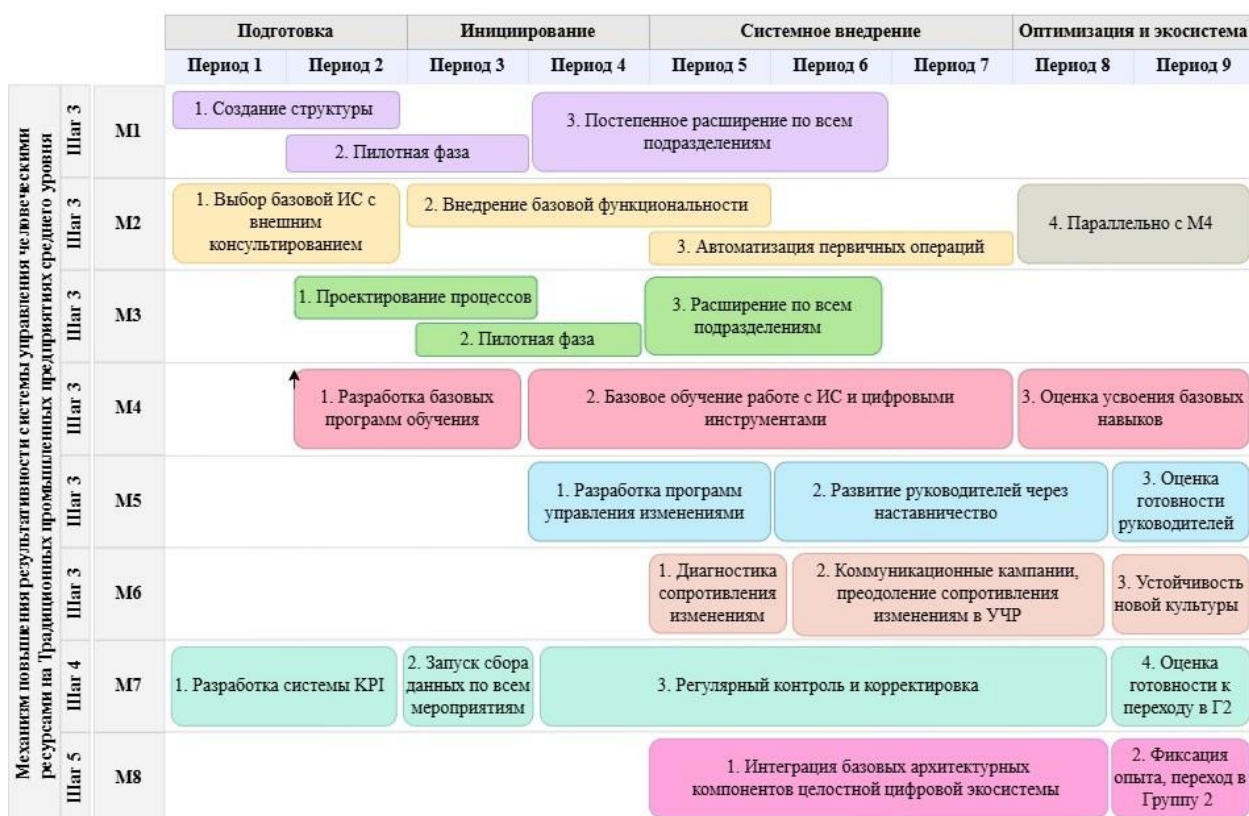 Подготовка
Инициирование
Системное внедрение
Оптимизация и экосистема
Период 1
Период 2
Период 3
Период 4
Период 5
Период 6
Период 7
Период 8
Период 9
Механизм повышения результативности системы управления человеческими
ресурсами на Традиционных промышленных предприятиях среднего уровня
Шаг 3
М1
1. Создание структуры
2. Пилотная фаза
3. Постепенное расширение по всем
подразделениям
Шаг 3
М2
1. Выбор базовой ИС с
внешним
консультированием
2. Внедрение базовой функциональности
3. Автоматизация первичных операций
4. Параллельно с М4
Шаг 3
М3
1. Проектирование процессов
2. Пилотная фаза
3. Расширение по всем
подразделениям
Шаг 3
М4
1. Разработка базовых
программ обучения
2. Базовое обучение работе с ИС и цифровыми
инструментами
3. Оценка усвоения базовых
навыков
Шаг 3
М5
1. Разработка программ
управления изменениями
2. Развитие руководителей через
наставничество
3. Оценка
готовности
руководителей
Шаг 3
М6
1. Диагностика
сопротивления
изменениям
2. Коммуникационные кампании,
преодоление сопротивления
изменениям в УЧР
3. Устойчивость
новой культуры
Шаг 4
М7
1. Разработка системы KPI
2. Запуск сбора
данных по всем
мероприятиям
3. Регулярный контроль и корректировка
4. Оценка
готовности к
переходу в Г2
Шаг 5
М8
1. Интеграция базовых архитектурных
компонентов целостной цифровой экосистемы
2. Фиксация
опыта, переход в
Группу 2